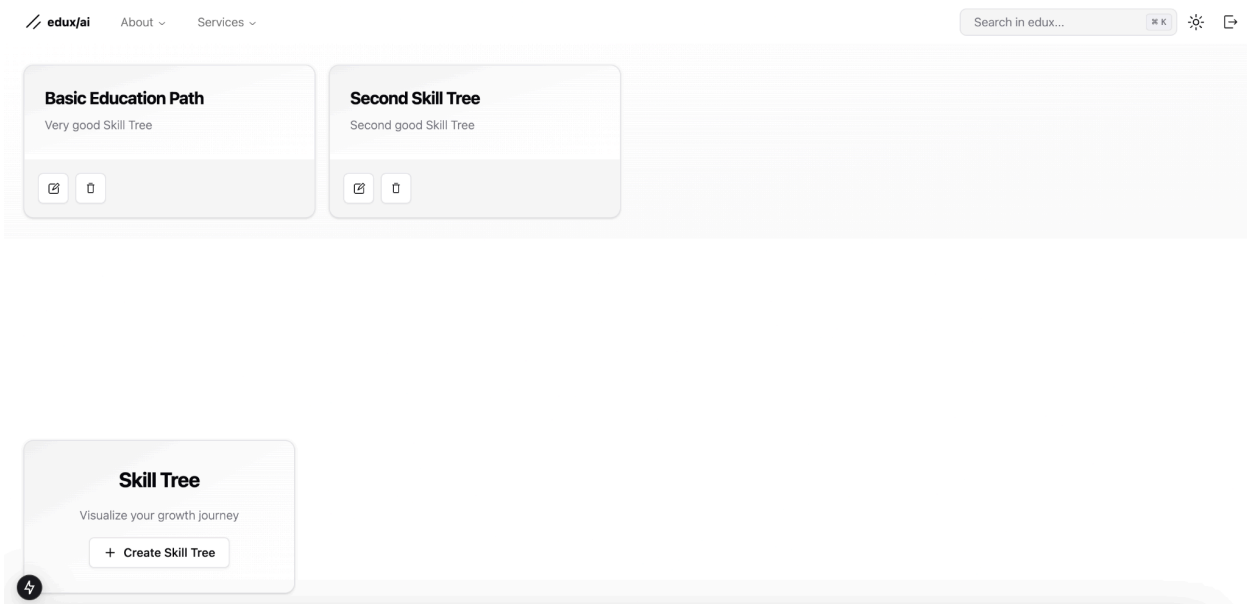 edux/ai About Services Search in edux... ⌘ K
Basic Education Path
Very good Skill Tree
Second Skill Tree
Second good Skill Tree
Skill Tree
Visualize your growth journey
+ Create Skill Tree